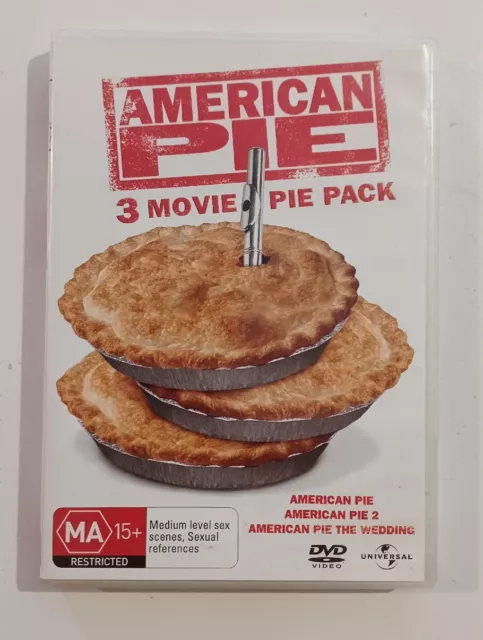 AMERICAN
PIE
3 MOVIE PIE PACK
AMERICAN PIE
AMERICAN PIE 2
AMERICAN PIE THE WEDDING
MA 15+
RESTRICTED
Medium level sex
scenes, Sexual
references
DVD
VIDEO
UNIVERSAL